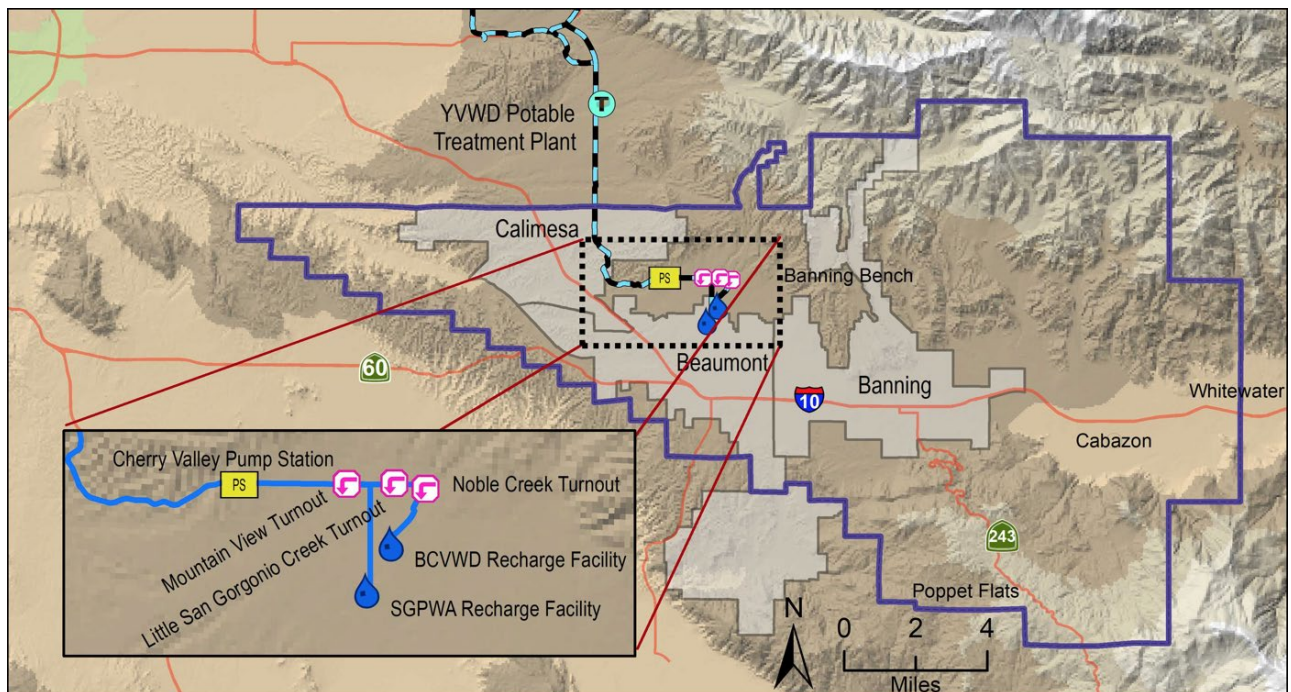 T
YVWD Potable
Treatment Plant
Calimesa
PS
Banning Bench
Beaumont
Banning
60
10
Whitewater
Cabazon
243
Poppet Flats
Cherry Valley Pump Station
PS
Noble Creek Turnout
Mountain View Turnout
Little San Gorgonio Creek Turnout
BCVWD Recharge Facility
SGPWA Recharge Facility
N
0 2 4
Miles